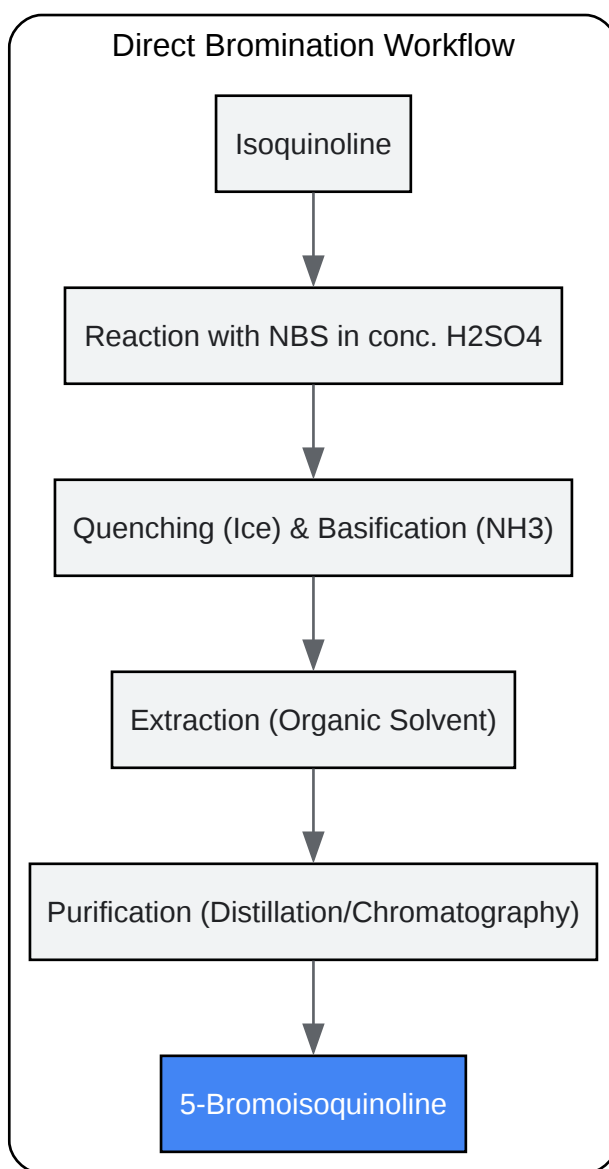 Direct Bromination Workflow
Isoquinoline
Reaction with NBS in conc. H2SO4
Quenching (Ice) & Basification (NH3)
Extraction (Organic Solvent)
Purification (Distillation/Chromatography)
5-Bromoisoquinoline